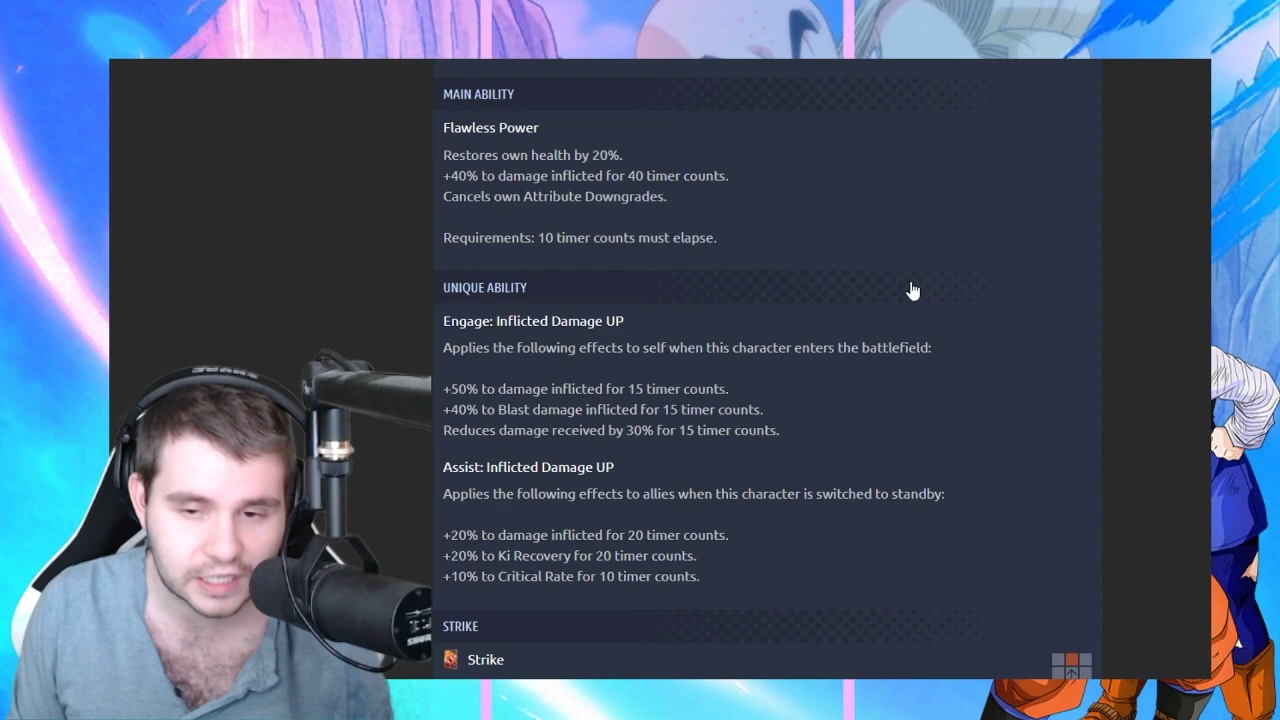 MAIN ABILITY
Flawless Power
Restores own health by 20%.
+40% to damage inflicted for 40 timer counts.
Cancels own Attribute Downgrades.
Requirements: 10 timer counts must elapse.
UNIQUE ABILITY
Engage: Inflicted Damage UP
Applies the following effects to self when this character enters the battlefield:
+50% to damage inflicted for 15 timer counts.
+40% to Blast damage inflicted for 15 timer counts.
Reduces damage received by 30% for 15 timer counts.
Assist: Inflicted Damage UP
Applies the following effects to allies when this character is switched to standby:
+20% to damage inflicted for 20 timer counts.
+20% to Ki Recovery for 20 timer counts.
+10% to Critical Rate for 10 timer counts.
STRIKE
Strike